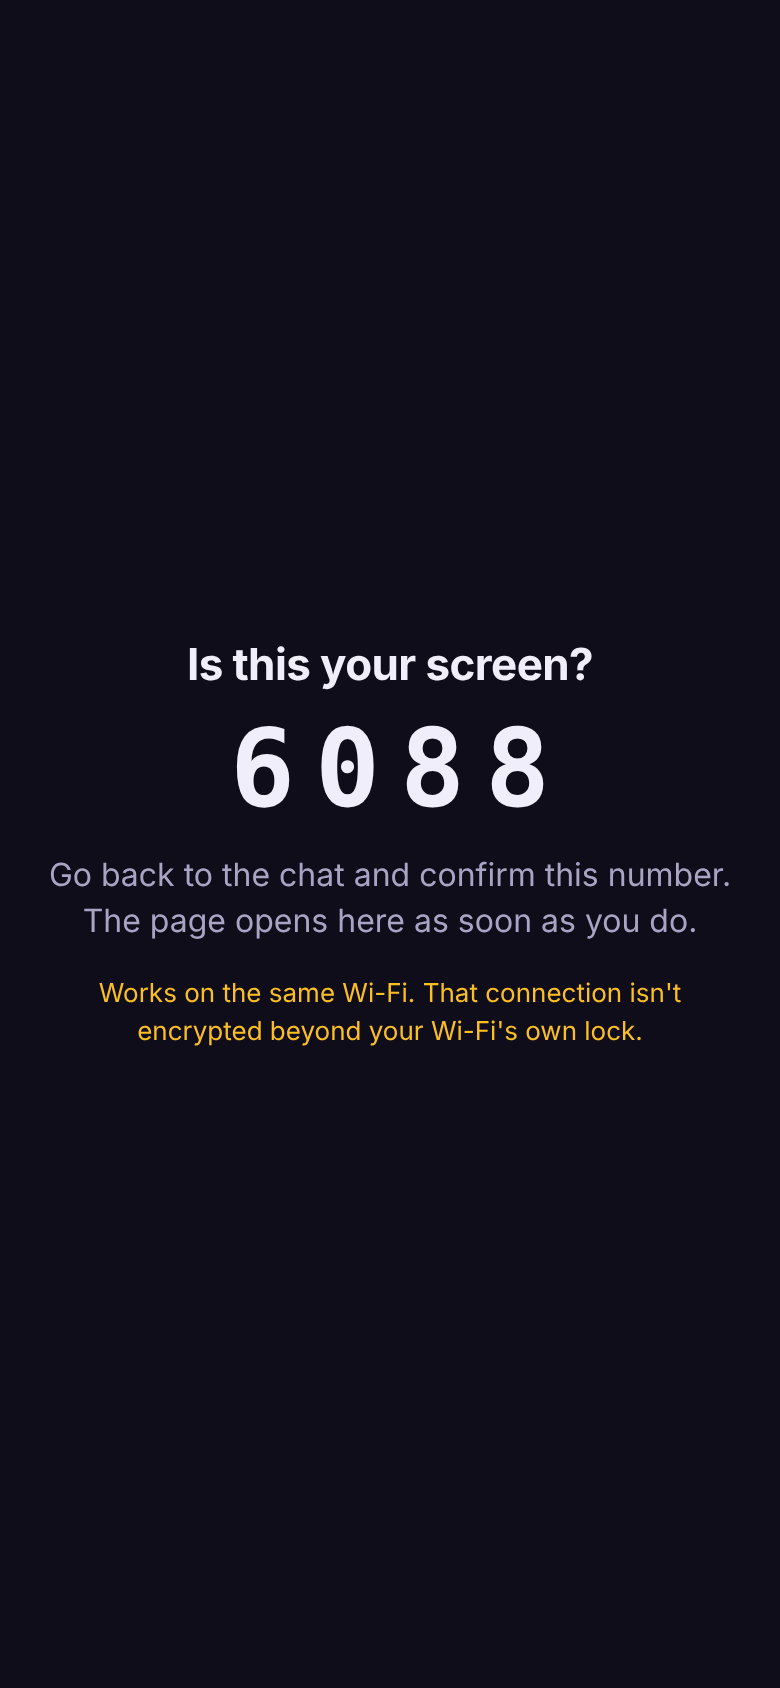 Is this your screen?
6088
Go back to the chat and confirm this number.
The page opens here as soon as you do.
Works on the same Wi-Fi. That connection isn't
encrypted beyond your Wi-Fi's own lock.